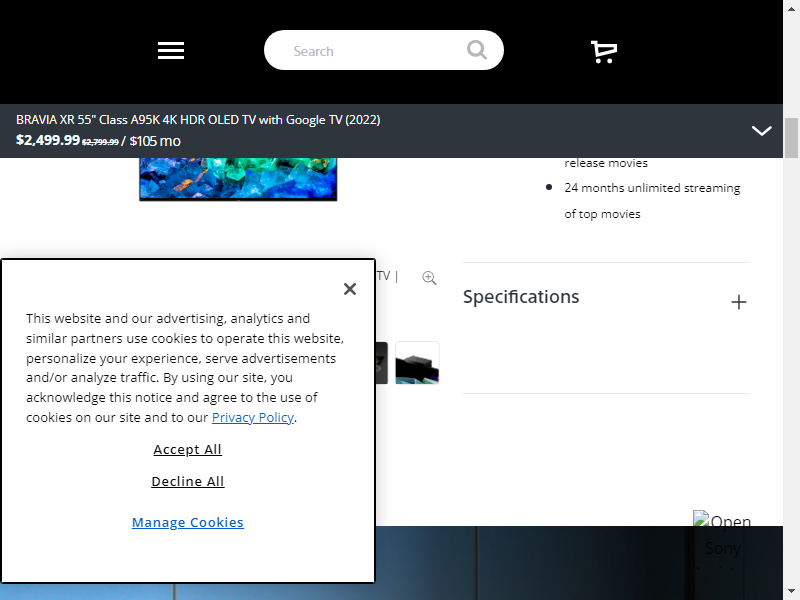 Search
BRAVIA XR 55" Class A95K 4K HDR OLED TV with Google TV (2022)
$2,499.99 $2,799.99 / $105 mo
release movies
24 months unlimited streaming
of top movies
TV |
Specifications
This website and our advertising, analytics and
similar partners use cookies to operate this website,
personalize your experience, serve advertisements
and/or analyze traffic. By using our site, you
acknowledge this notice and agree to the use of
cookies on our site and to our Privacy Policy.
Accept All
Decline All
Manage Cookies
Open
Sony